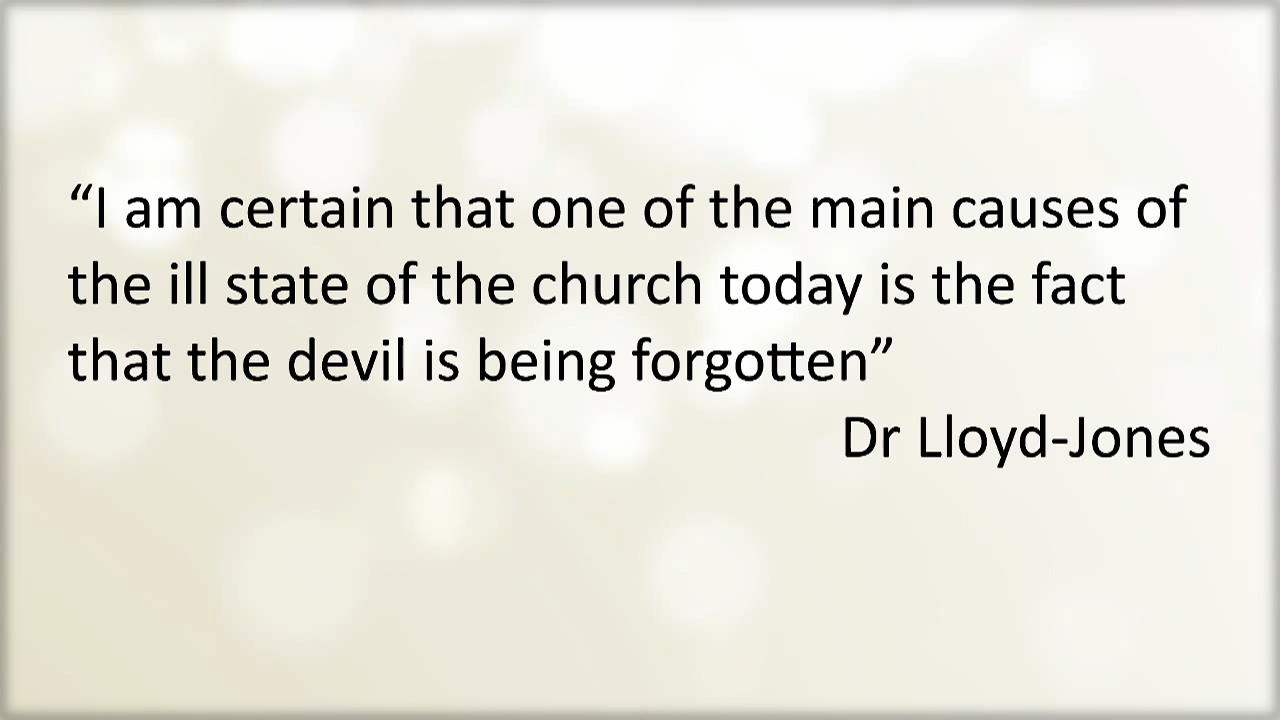 “I am certain that one of the main causes of
the ill state of the church today is the fact
that the devil is being forgotten”
Dr Lloyd-Jones